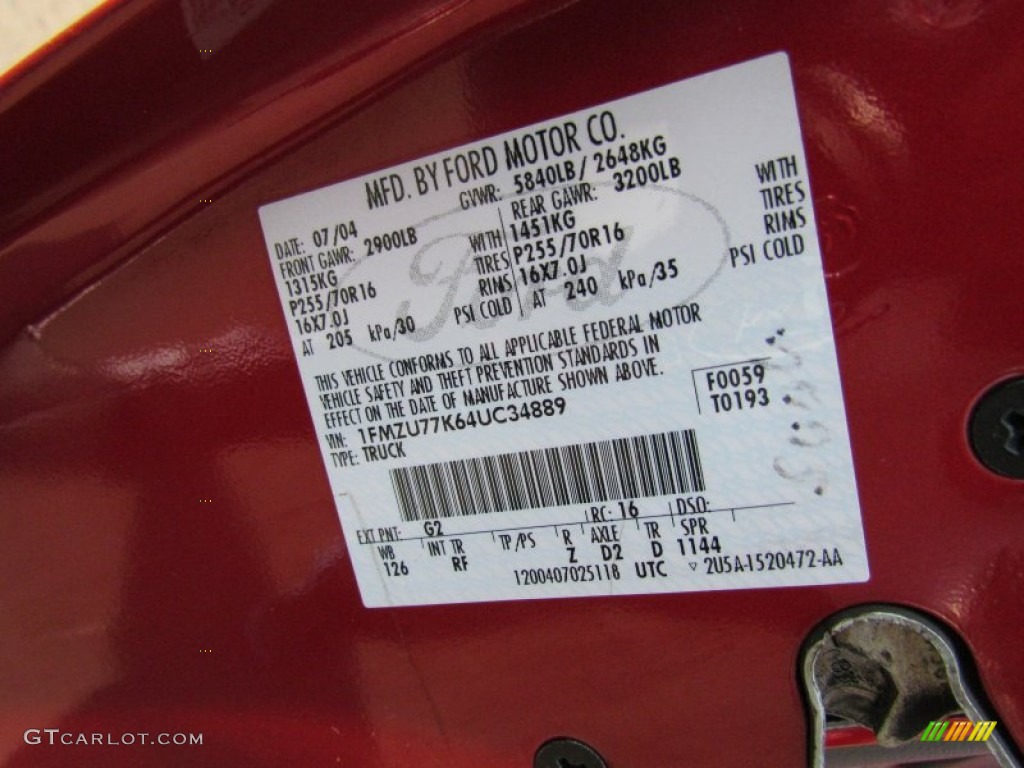 MFD. BY FORD MOTOR CO.
DATE: 07/04 GVWR: 5840LB/2648KG
FRONT GAWR: 2900LB REAR GAWR: 3200LB
1315KG WITH 1451KG WITH
P255/70R16 TIRES P255/70R16 TIRES
16X7.0J RIMS 16X7.0J RIMS
AT 205 kPa/30 PSI COLD AT 240 kPa/35 PSI COLD
Ford
THIS VEHICLE CONFORMS TO ALL APPLICABLE FEDERAL MOTOR
VEHICLE SAFETY AND THEFT PREVENTION STANDARDS IN
EFFECT ON THE DATE OF MANUFACTURE SHOWN ABOVE.
VIN: 1FMZU77K64UC34889
TYPE: TRUCK
F0059
T0193
EXT PNT: G2 RC: 16 DSO:
WB INT TR TP/PS R AXLE TR SPR
126 RF Z D2 D 1144
1200407025118 UTC ▽ 2U5A-1520472-AA
GTCARLOT.COM